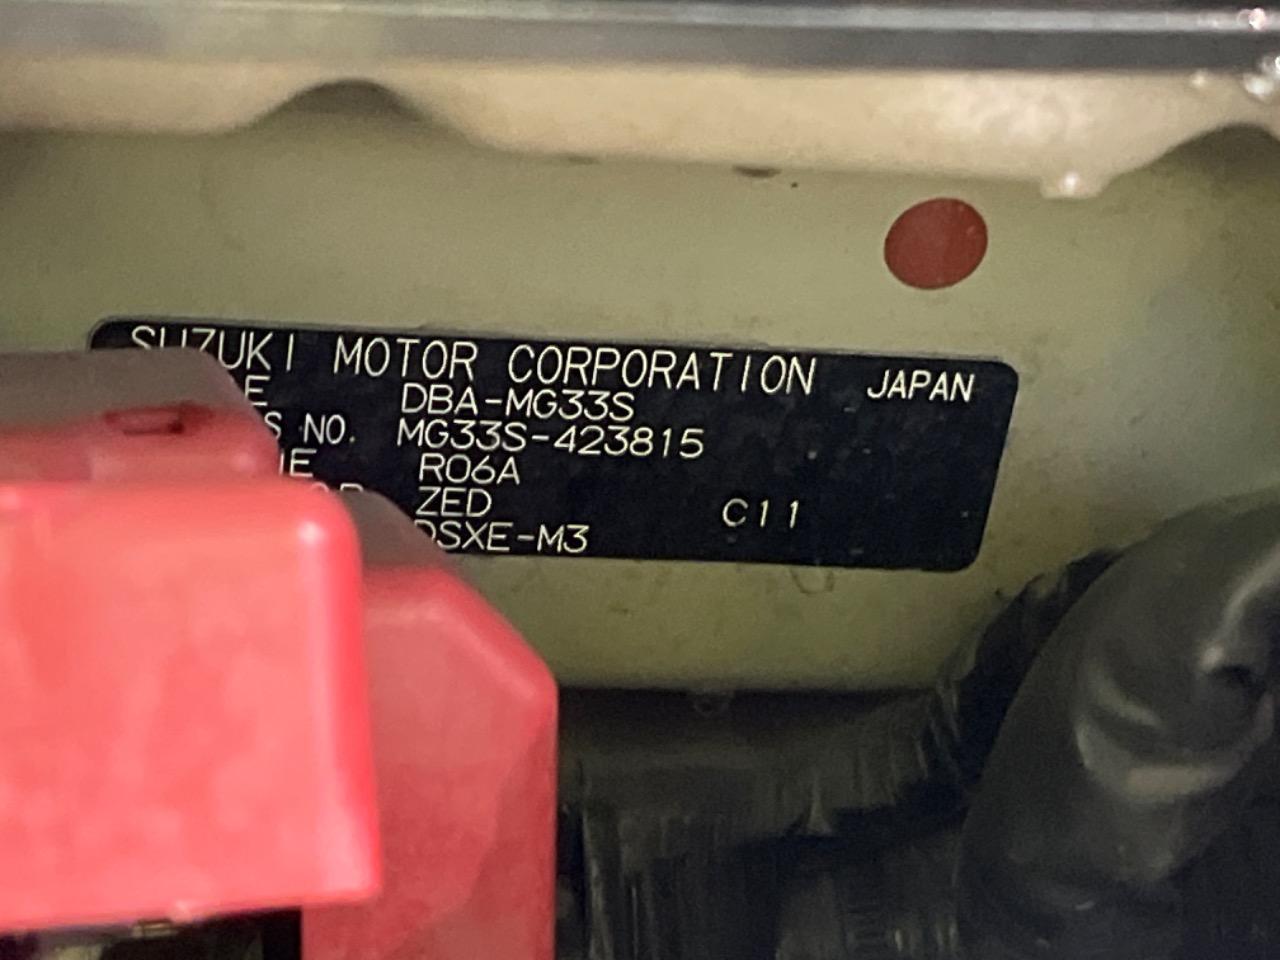 SUZUKI MOTOR CORPORATION JAPAN
DBA-MG33S
NO. MG33S-423815
R06A
ZED C11
DSXE-M3